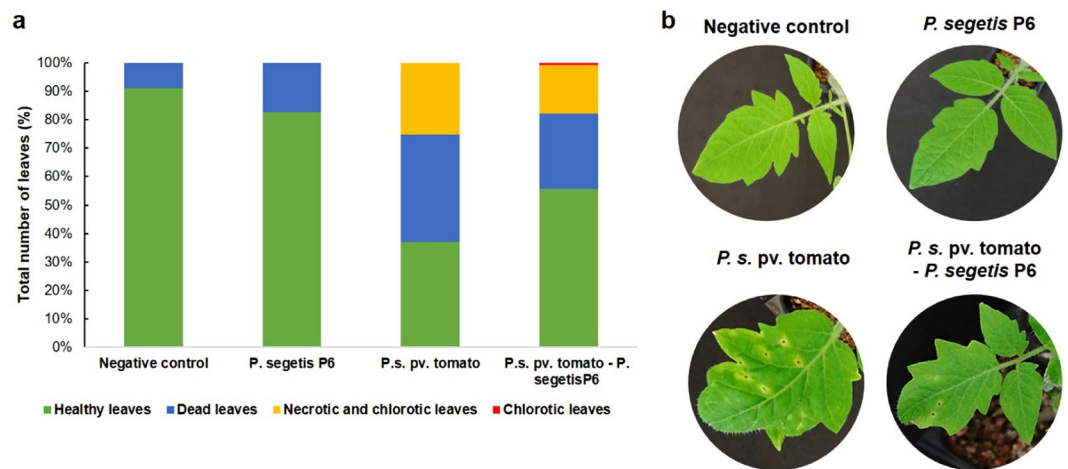 a
Total number of leaves (%)
100%
90%
80%
70%
60%
50%
40%
30%
20%
10%
0%
Negative control
P. segetis P6
P.s. pv. tomato
P.s. pv. tomato - P.
segetisP6
Healthy leaves
Dead leaves
Necrotic and chlorotic leaves
Chlorotic leaves
b
Negative control
P. segetis P6
P. s. pv. tomato
P. s. pv. tomato
- P. segetis P6